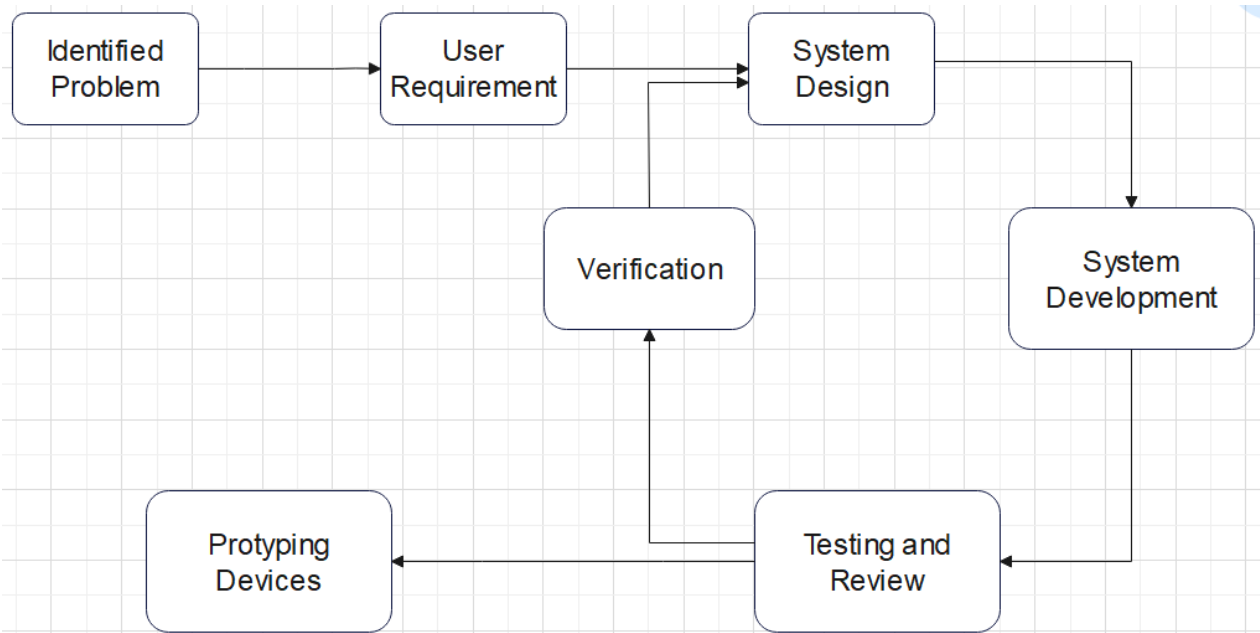 Identified
Problem
User
Requirement
System
Design
Verification
System
Development
Protyping
Devices
Testing and
Review